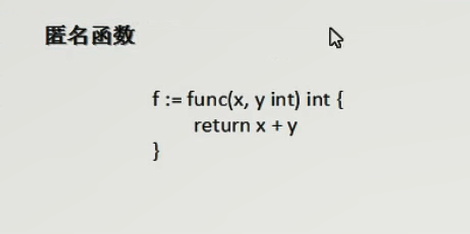 匿名函数
f := func(x, y int) int {
return x + y
}